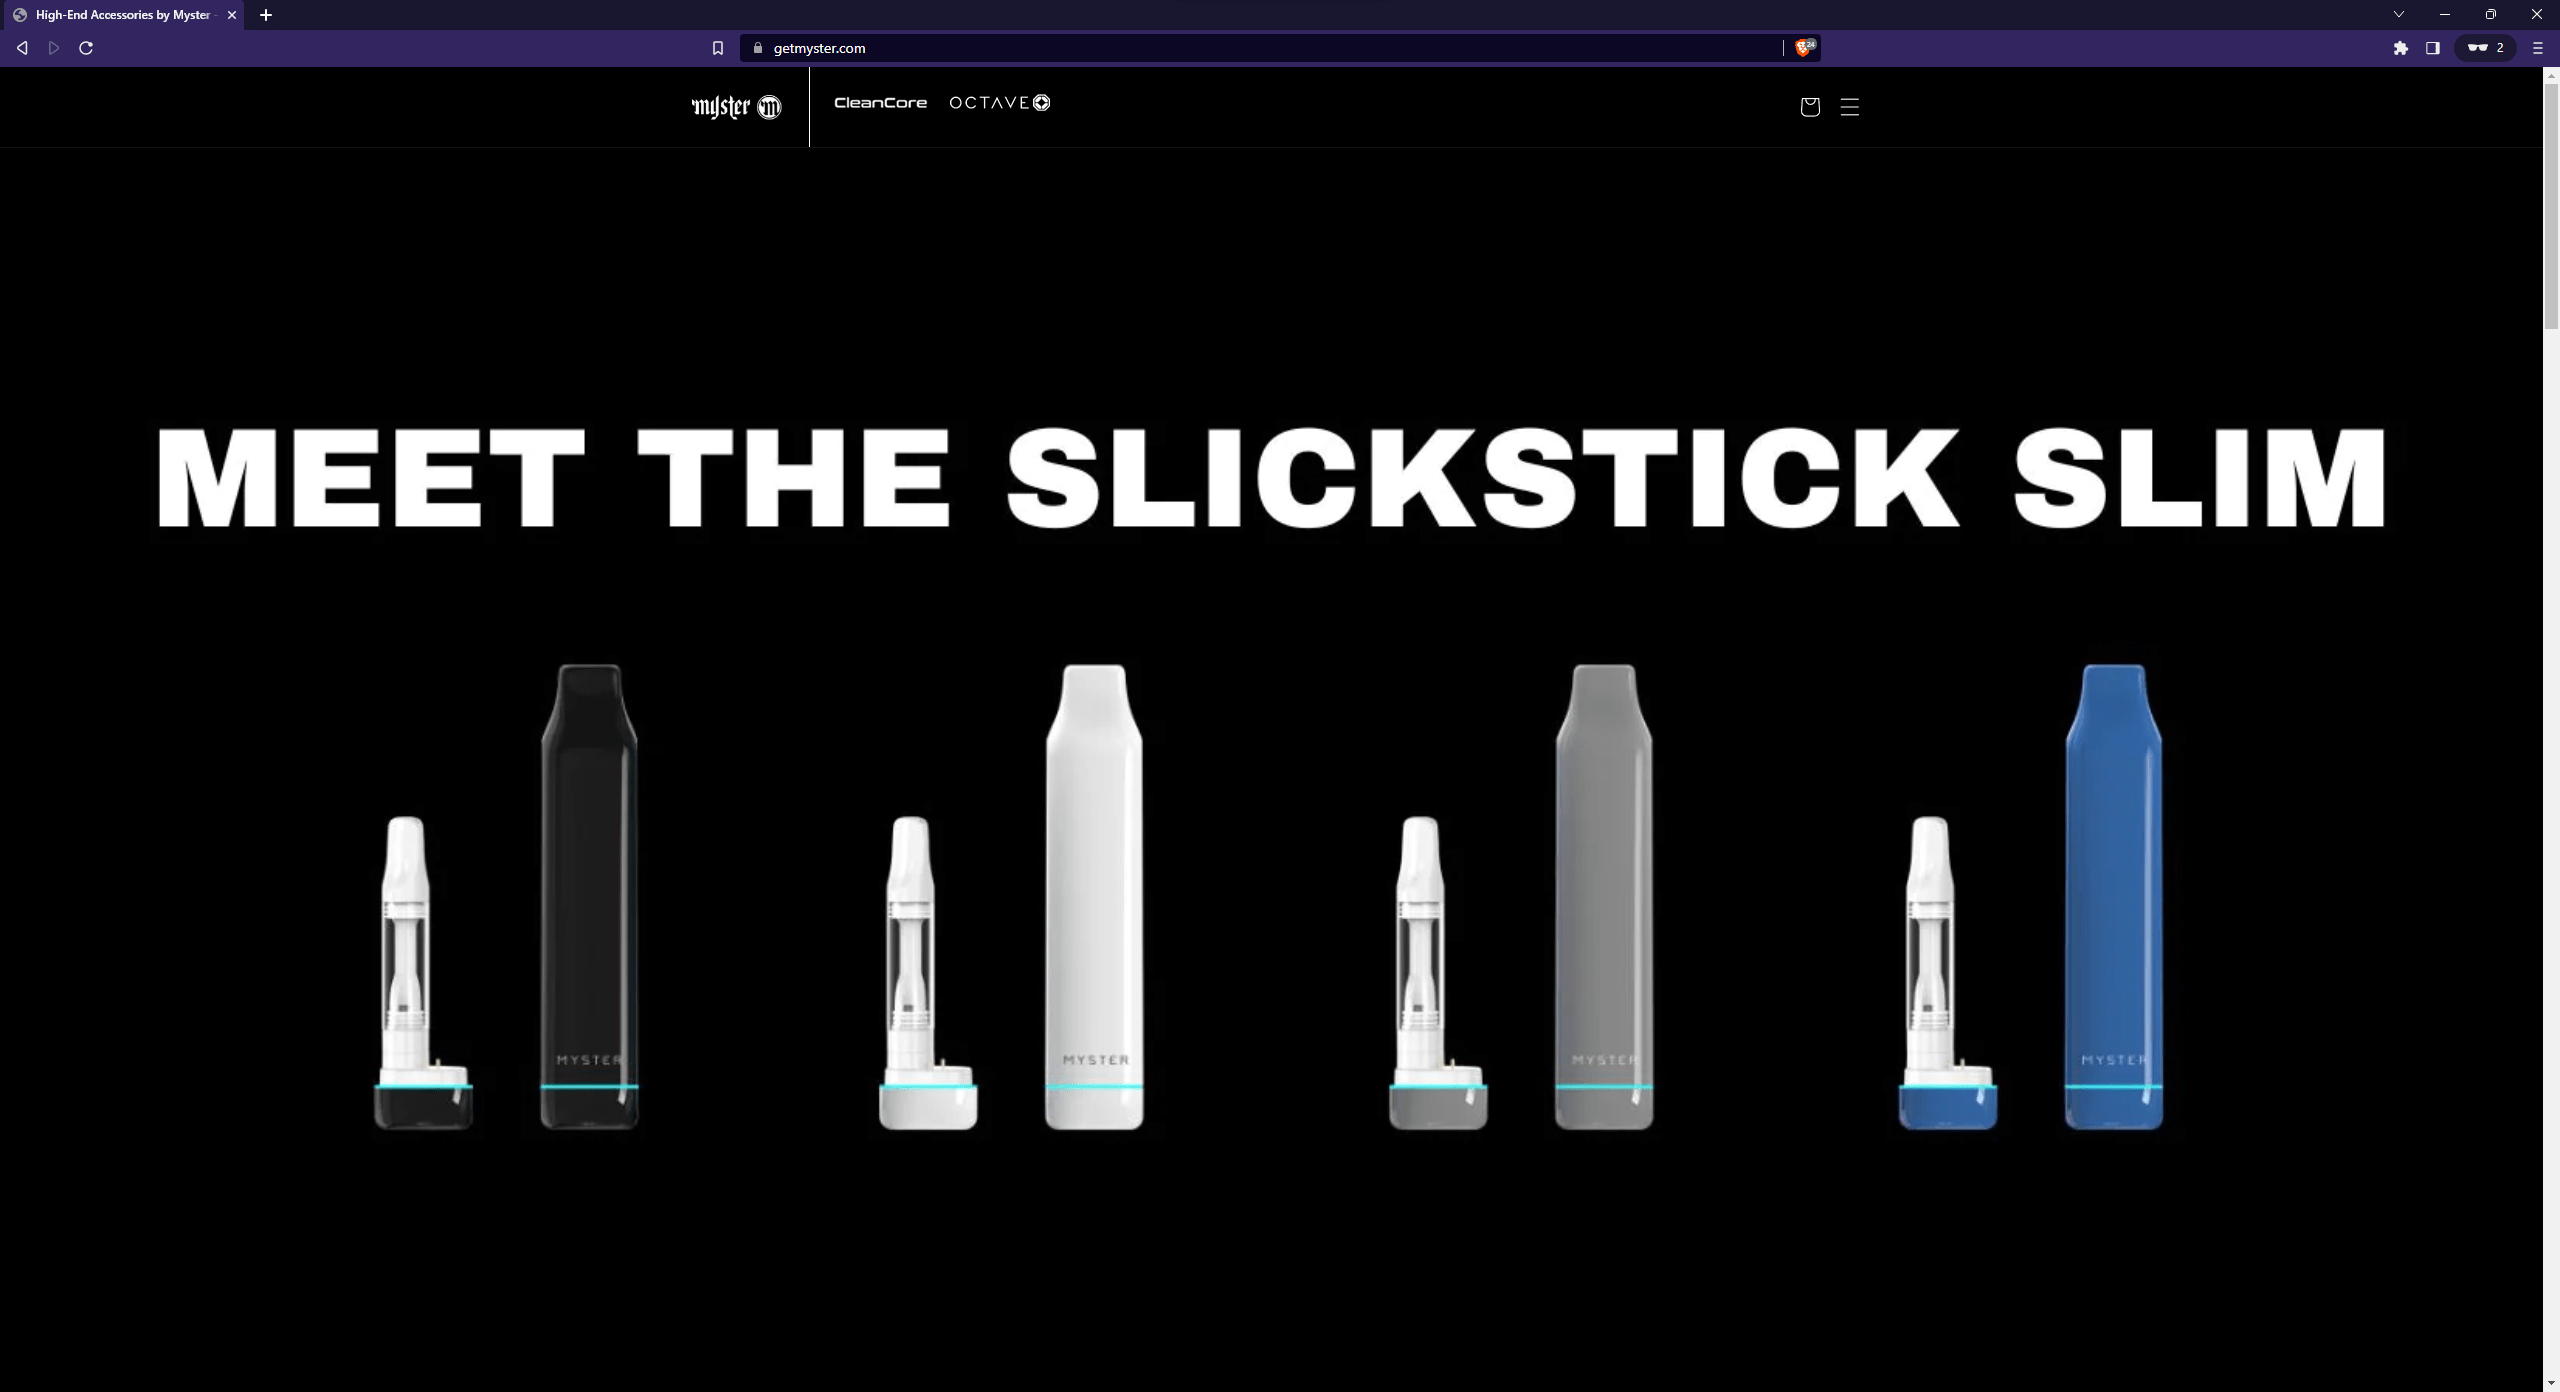 High-End Accessories by Myster -
getmyster.com
24
2
myster m
CleanCore
OCTAVE
MEET THE SLICKSTICK SLIM
MYSTER
MYSTER
MYSTER
MYSTER